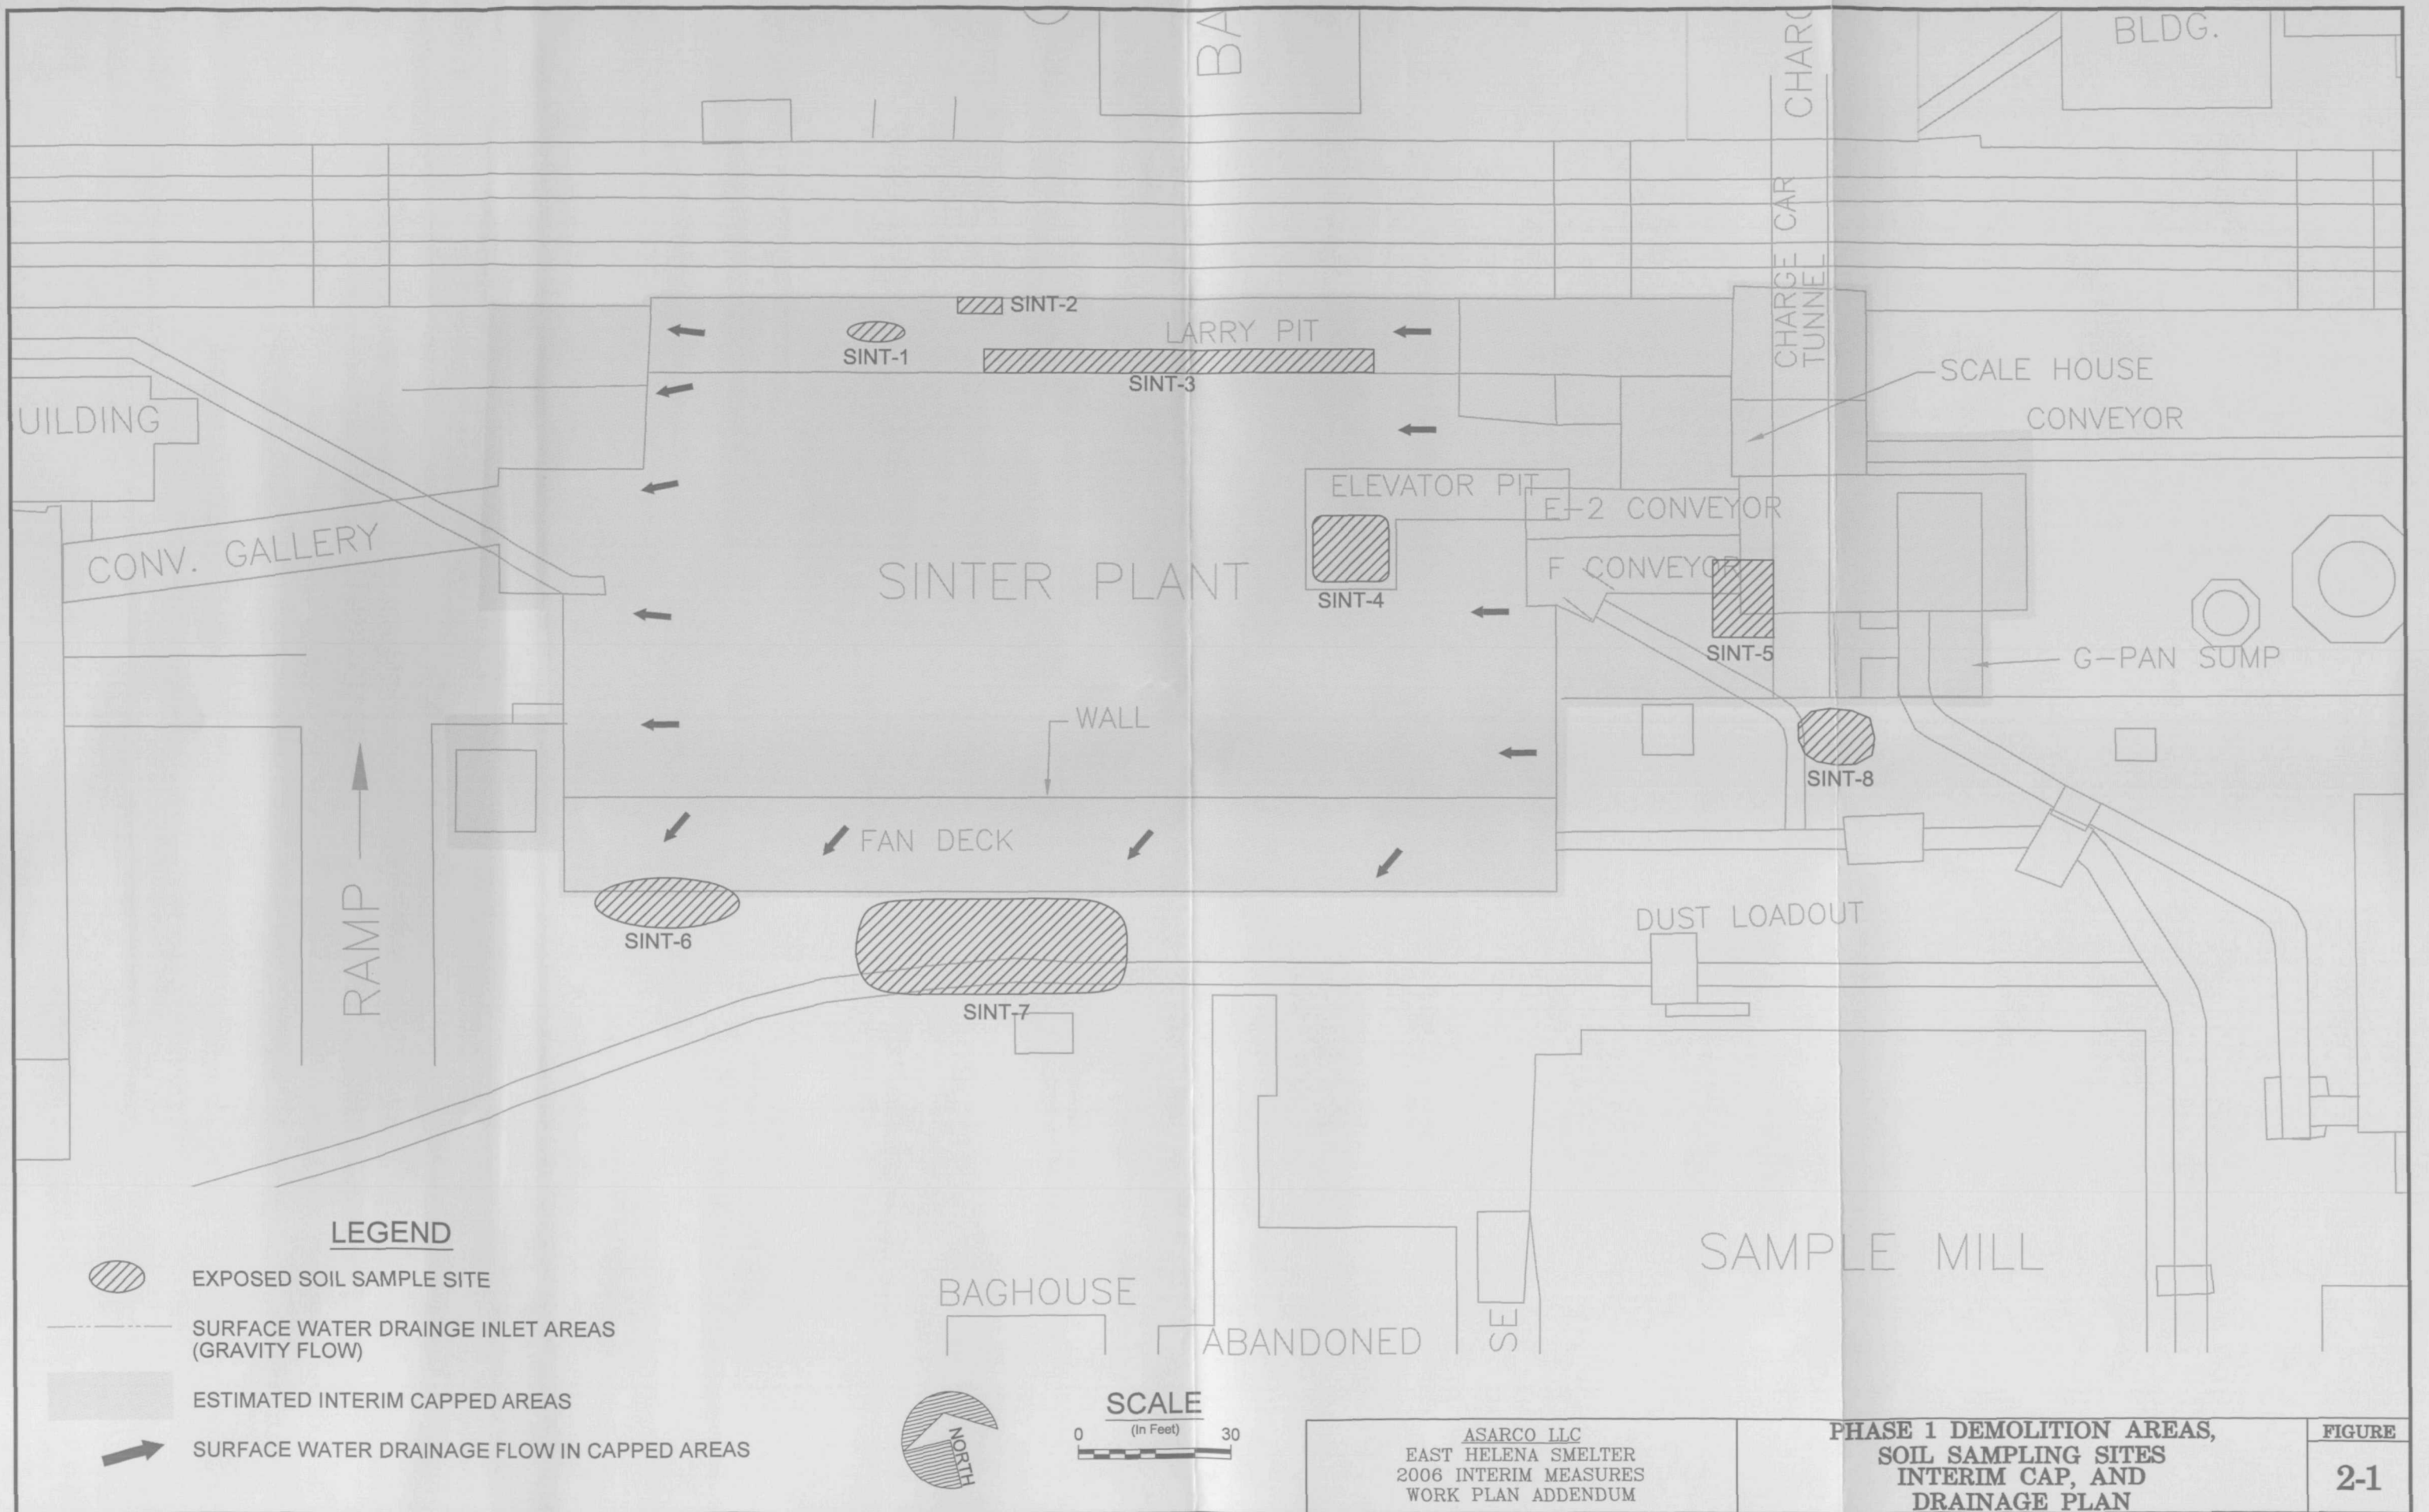 BLDG.
SINT-2
LARRY PIT
SINT-1
SINT-3
CHARGE CAR
TUNNEL
SCALE HOUSE
CONVEYOR
UILDING
ELEVATOR PIT
E-2 CONVEYOR
CONV. GALLERY
SINTER PLANT
F CONVEYOR
SINT-4
SINT-5
G-PAN SUMP
WALL
SINT-8
FAN DECK
RAMP
SINT-6
DUST LOADOUT
SINT-7
SAMPLE MILL
BAGHOUSE
ABANDONED
SE
LEGEND
EXPOSED SOIL SAMPLE SITE
SURFACE WATER DRAINGE INLET AREAS
(GRAVITY FLOW)
ESTIMATED INTERIM CAPPED AREAS
SURFACE WATER DRAINAGE FLOW IN CAPPED AREAS
NORTH
SCALE
(In Feet)
0 30
ASARCO LLC
EAST HELENA SMELTER
2006 INTERIM MEASURES
WORK PLAN ADDENDUM
PHASE 1 DEMOLITION AREAS,
SOIL SAMPLING SITES
INTERIM CAP, AND
DRAINAGE PLAN
FIGURE
2-1